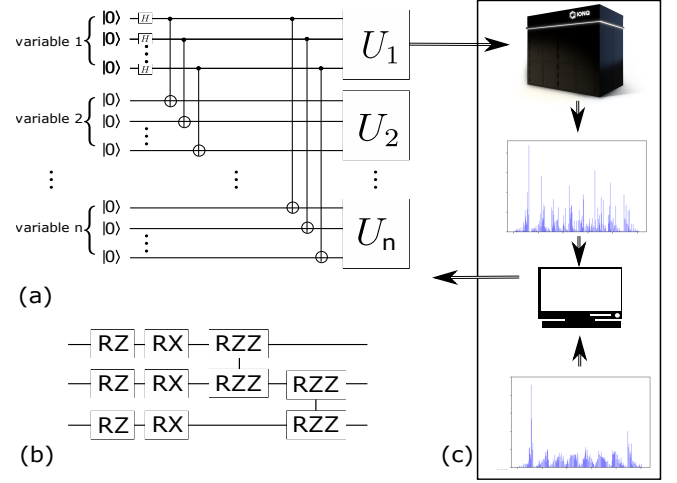 |0⟩ H
variable 1 |0⟩ H U₁ IONQ
|0⟩ H
|0⟩
variable 2 |0⟩ U₂
|0⟩
|0⟩
variable n |0⟩ Uₙ
|0⟩
(a)
RZ RX RZZ
RZ RX RZZ RZZ
RZ RX RZZ
(b) (c)